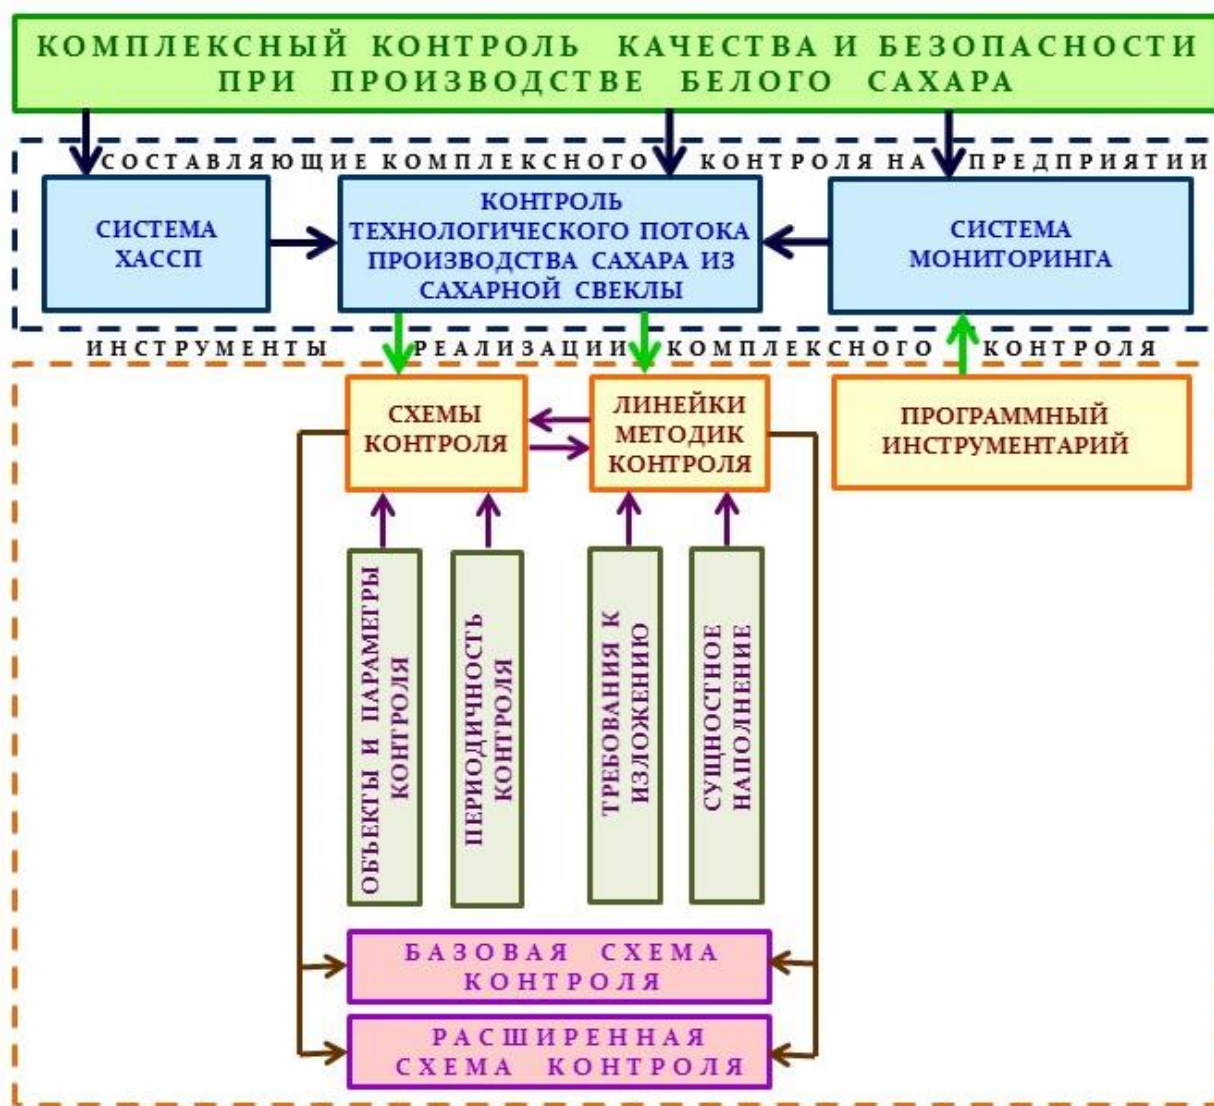 КОМПЛЕКСНЫЙ КОНТРОЛЬ КАЧЕСТВА И БЕЗОПАСНОСТИ
ПРИ ПРОИЗВОДСТВЕ БЕЛОГО САХАРА
СОСТАВЛЯЮЩИЕ КОМПЛЕКСНОГО КОНТРОЛЯ НА ПРЕДПРИЯТИИ
СИСТЕМА
ХАССП
КОНТРОЛЬ
ТЕХНОЛОГИЧЕСКОГО ПОТОКА
ПРОИЗВОДСТВА САХАРА ИЗ
САХАРНОЙ СВЕКЛЫ
СИСТЕМА
МОНИТОРИНГА
ИНСТРУМЕНТЫ РЕАЛИЗАЦИИ КОМПЛЕКСНОГО КОНТРОЛЯ
СХЕМЫ
КОНТРОЛЯ
ЛИНЕЙКИ
МЕТОДИК
КОНТРОЛЯ
ПРОГРАММНЫЙ
ИНСТРУМЕНТАРИЙ
ОБЪЕКТЫ И ПАРАМЕГРЫ
КОНТРОЛЯ
ПЕРИОДИЧНОСТЬ
КОНТРОЛЯ
ТРЕБОВАНИЯ К
ИЗЛОЖЕНИЮ
СУЩНОСТНОЕ
НАПОЛНЕНИЕ
БАЗОВАЯ СХЕМА
КОНТРОЛЯ
РАСШИРЕННАЯ
СХЕМА КОНТРОЛЯ